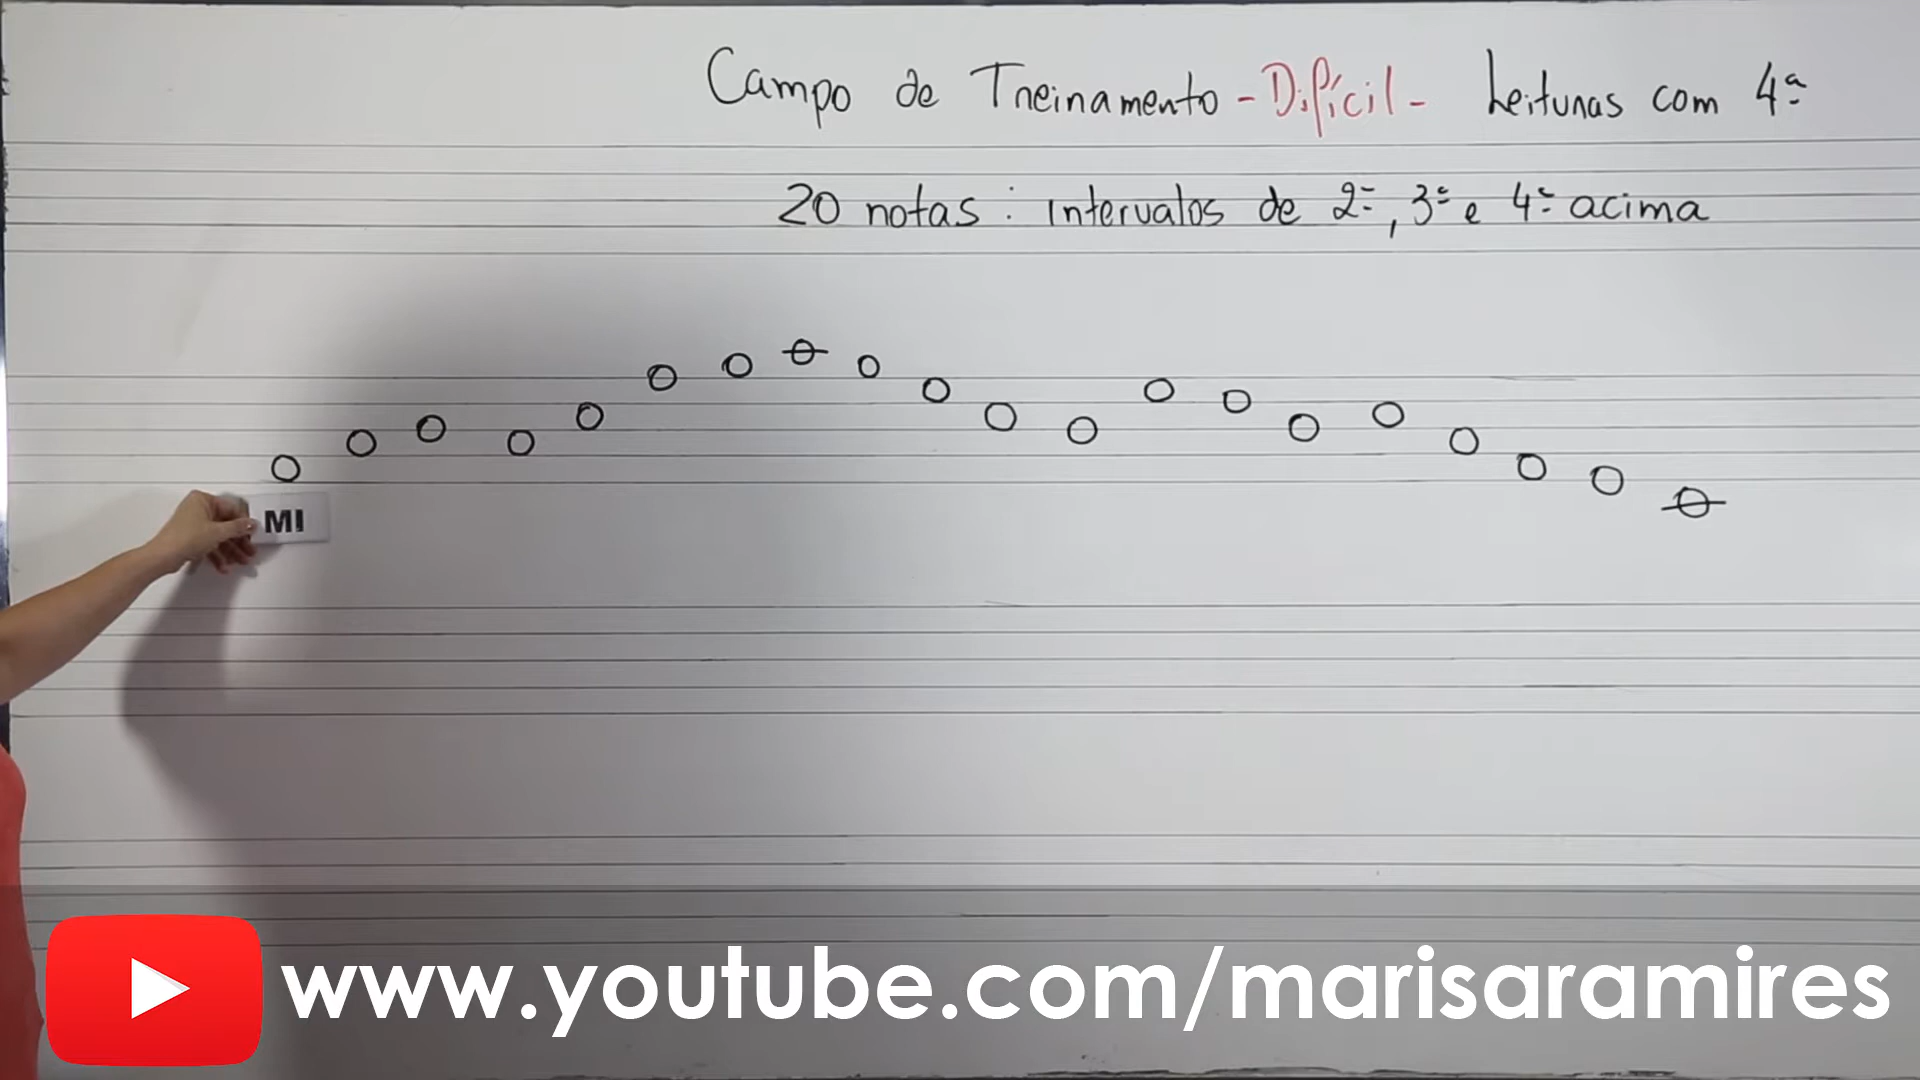 Campo de Treinamento - Difícil - Leituras com 4ª
20 notas : intervalos de 2ª, 3ª e 4ª acima
MI
www.youtube.com/marisaramires